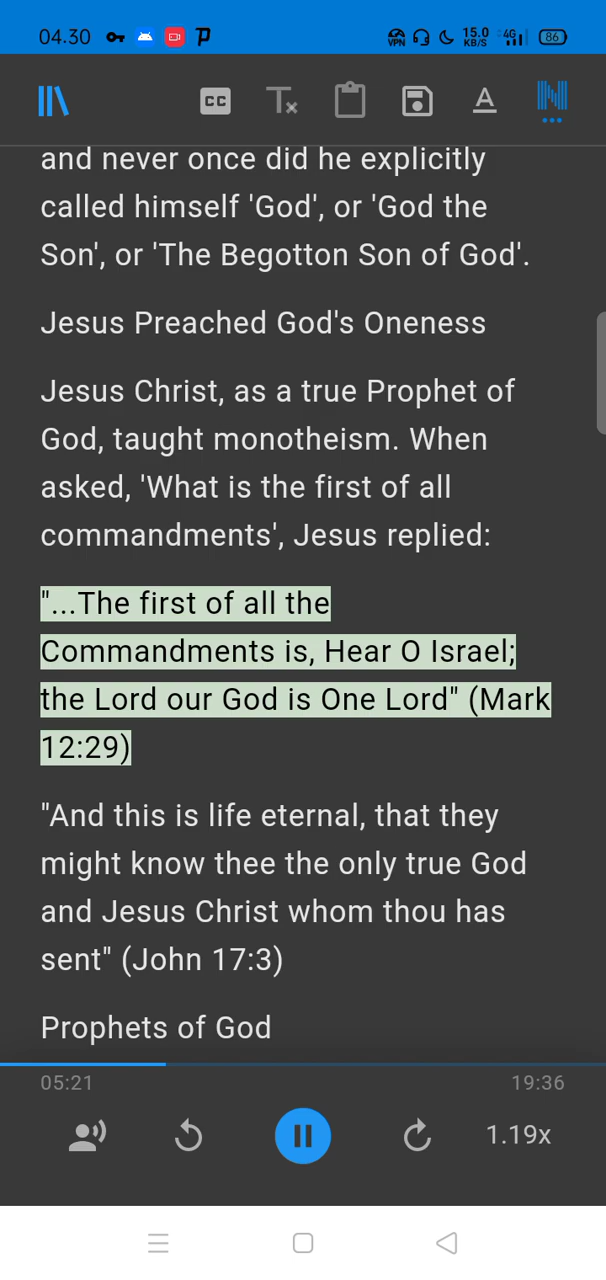 04.30
VPN
15.0
KB/S
4G
86
CC
and never once did he explicitly
called himself 'God', or 'God the
Son', or 'The Begotton Son of God'.
Jesus Preached God's Oneness
Jesus Christ, as a true Prophet of
God, taught monotheism. When
asked, 'What is the first of all
commandments', Jesus replied:
"...The first of all the
Commandments is, Hear O Israel;
the Lord our God is One Lord" (Mark
12:29)
"And this is life eternal, that they
might know thee the only true God
and Jesus Christ whom thou has
sent" (John 17:3)
Prophets of God
05:21
19:36
1.19x